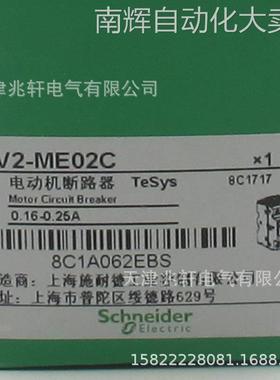 南辉自动化大卖
天津兆轩电气有限公司
V2-ME02C
×1
电动机断路器 TeSys
8C1717
Motor Circuit Breaker
0.16-0.25A
8C1A062EBS
天津兆轩电气有限公司
造商：上海施耐德
上海市普陀区绥德路629号
Schneider
Electric
15822228081.1688.